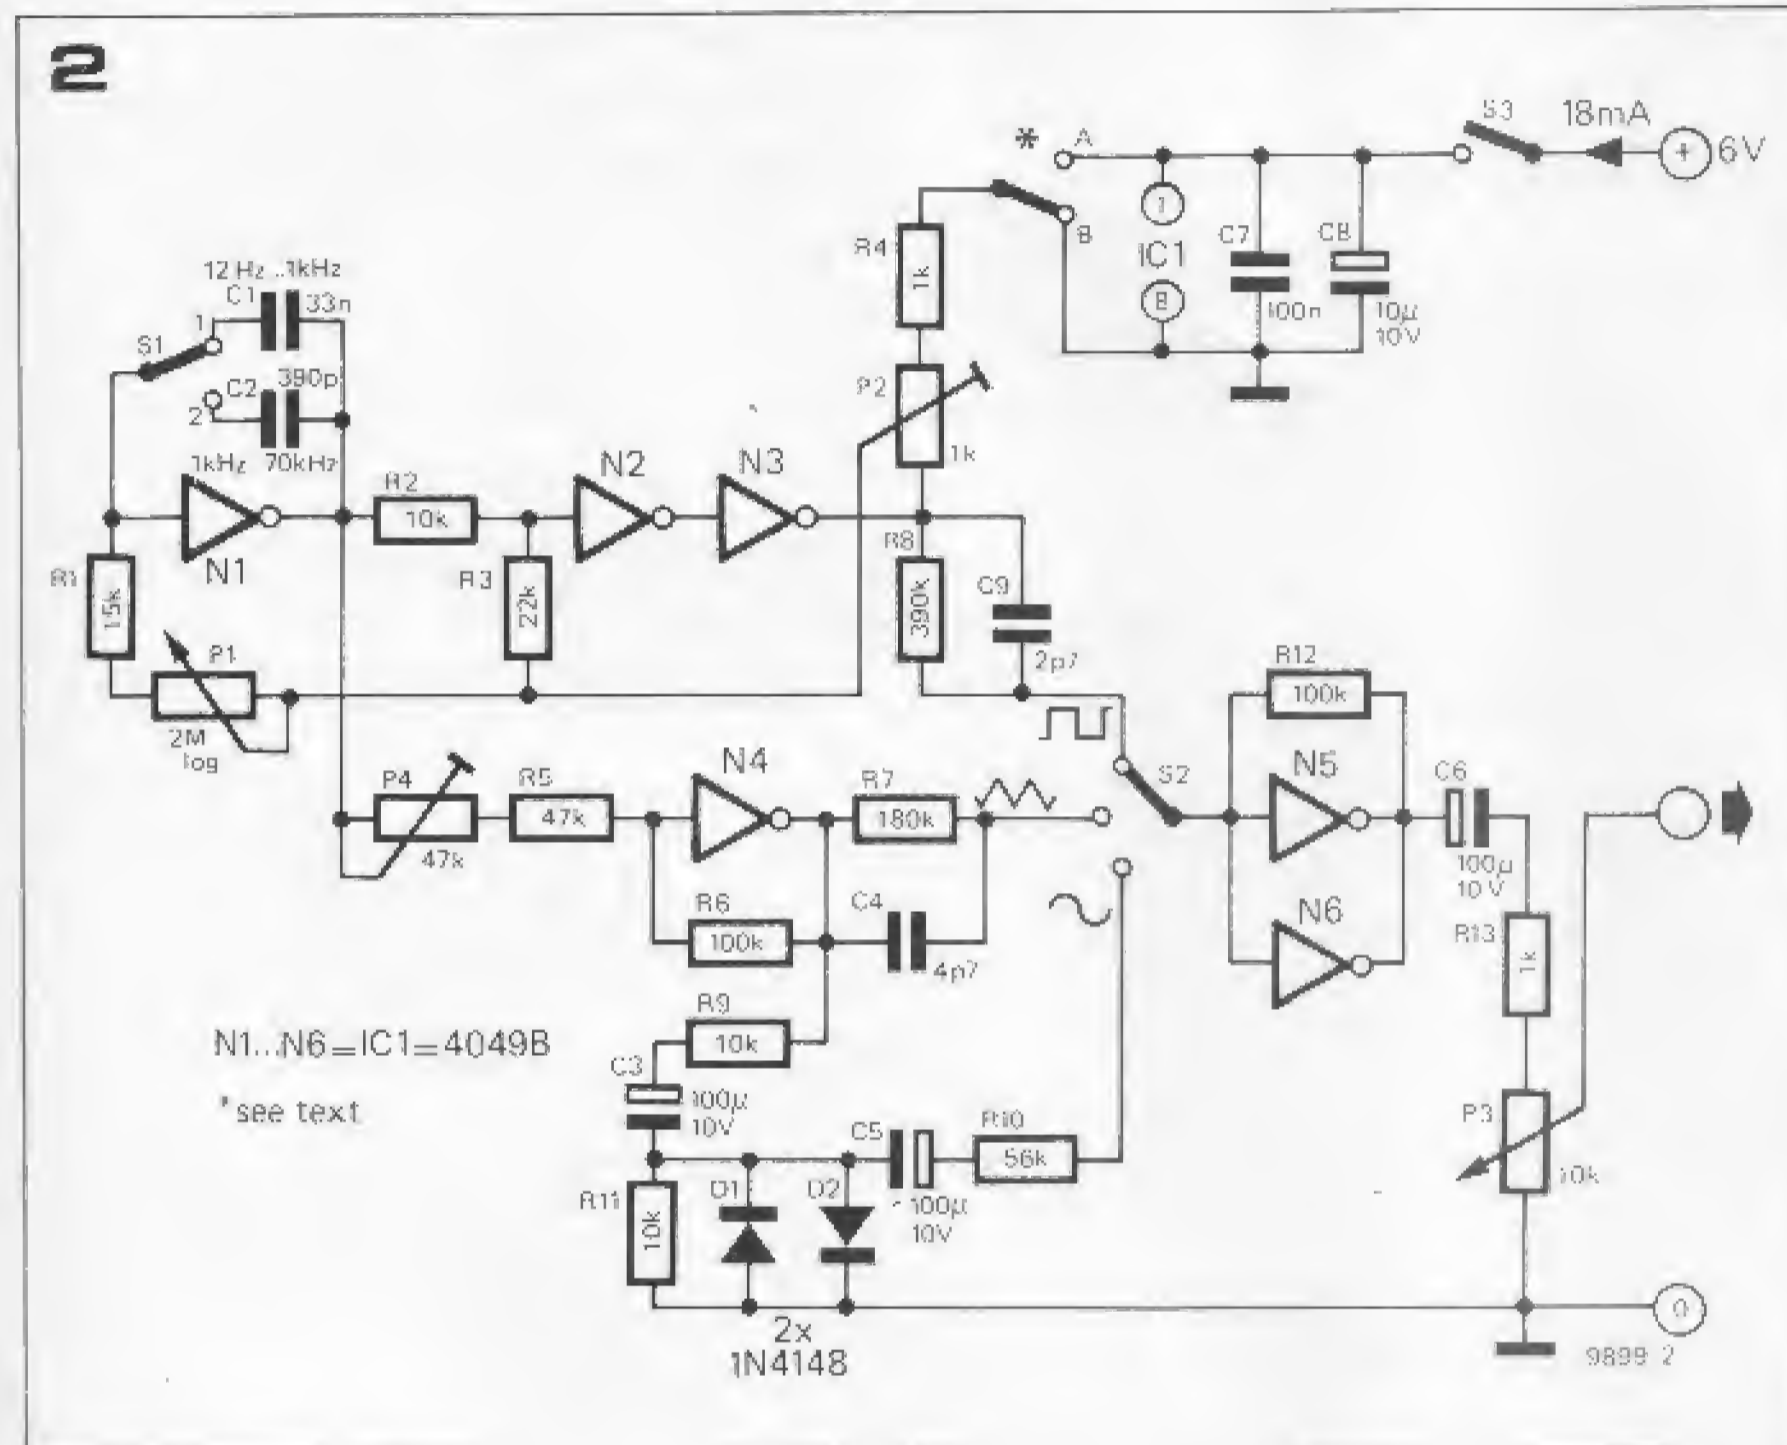 2
S3 18mA
+ 6V
* A
B
R4 1k
1
IC1
8
C7 100n
C8 10µ 10V
12Hz...1kHz
C1 33n
1
S1
C2 390p
2
1kHz 70kHz
P2 1k
N1
R2 10k
N2
N3
R1 15k
R3 22k
R8 390k
C9 2p7
P1
2M
log
R12 100k
P4 47k
R5 47k
N4
R7 180k
S2
N5
C6
100µ
10V
R6 100k
C4 4p7
N6
R13 1k
R9 10k
N1...N6=IC1=4049B
*see text
C3
100µ
10V
C5
100µ
10V
R10 56k
P3 10k
R11 10k
D1
D2
2x
1N4148
0
9899 2